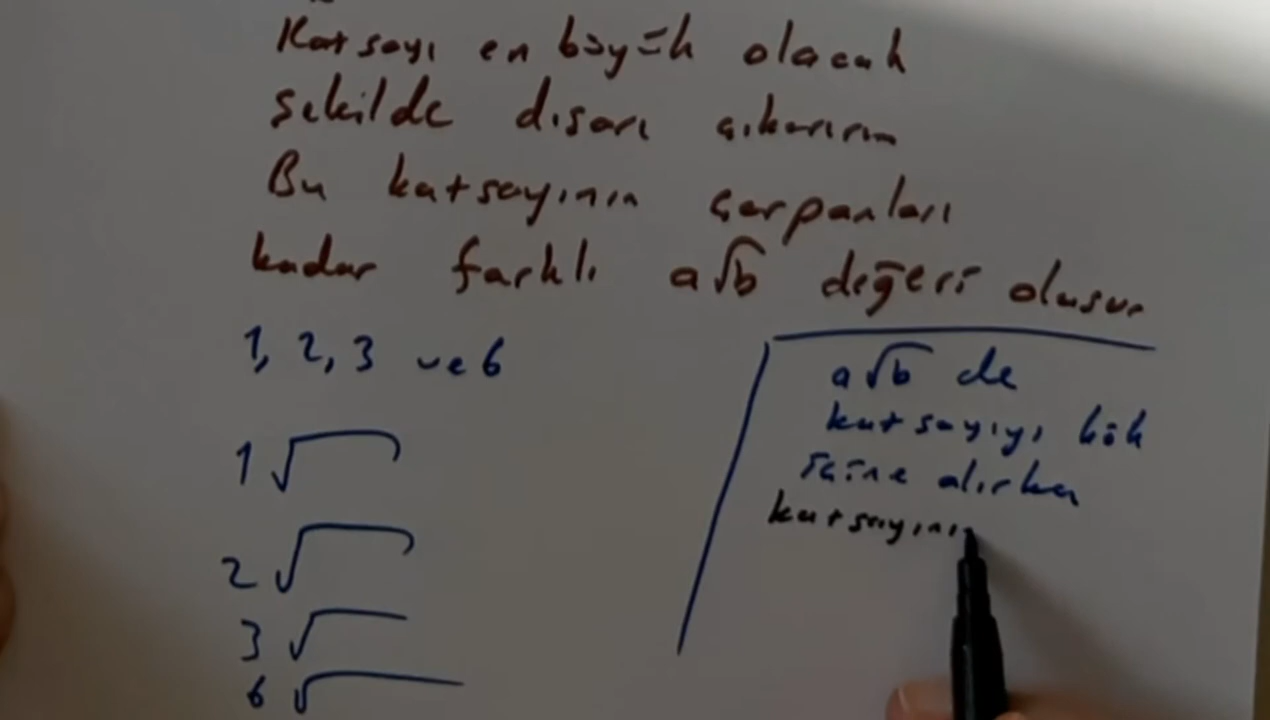 Katsayı en büyük olacak
şekilde dışarı çıkarırım
Bu katsayının çarpanları
kadar farklı a√b değeri oluşur
1, 2, 3 ve 6
1√
2√
3√
6√
a√b de
katsayıyı kök
içine alırken
katsayının